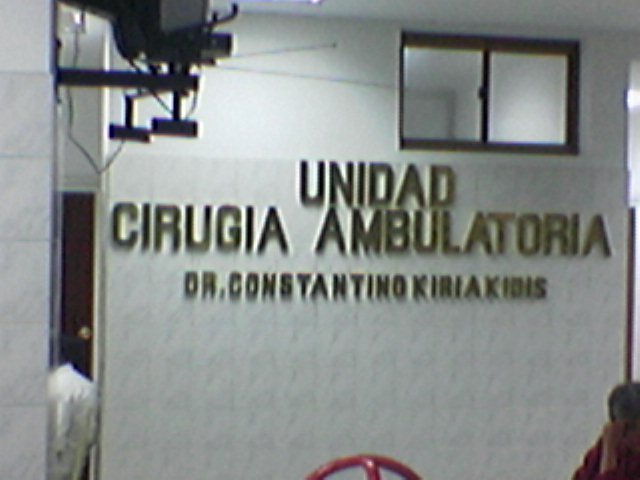 UNIDAD
CIRUGIA AMBULATORIA
DR. CONSTANTINO KIRIAKIDIS